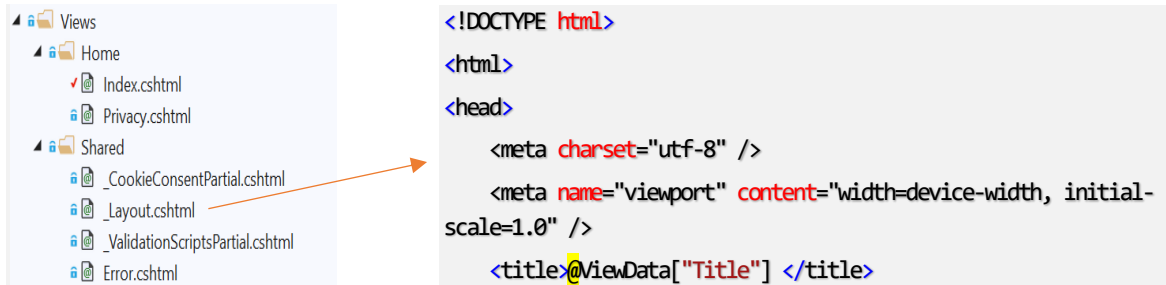 Views
Home
Index.cshtml
Privacy.cshtml
Shared
_CookieConsentPartial.cshtml
_Layout.cshtml
_ValidationScriptsPartial.cshtml
Error.cshtml
<!DOCTYPE html>
<html>
<head>
<meta charset="utf-8" />
<meta name="viewport" content="width=device-width, initial-
scale=1.0" />
<title>@ViewData["Title"] </title>